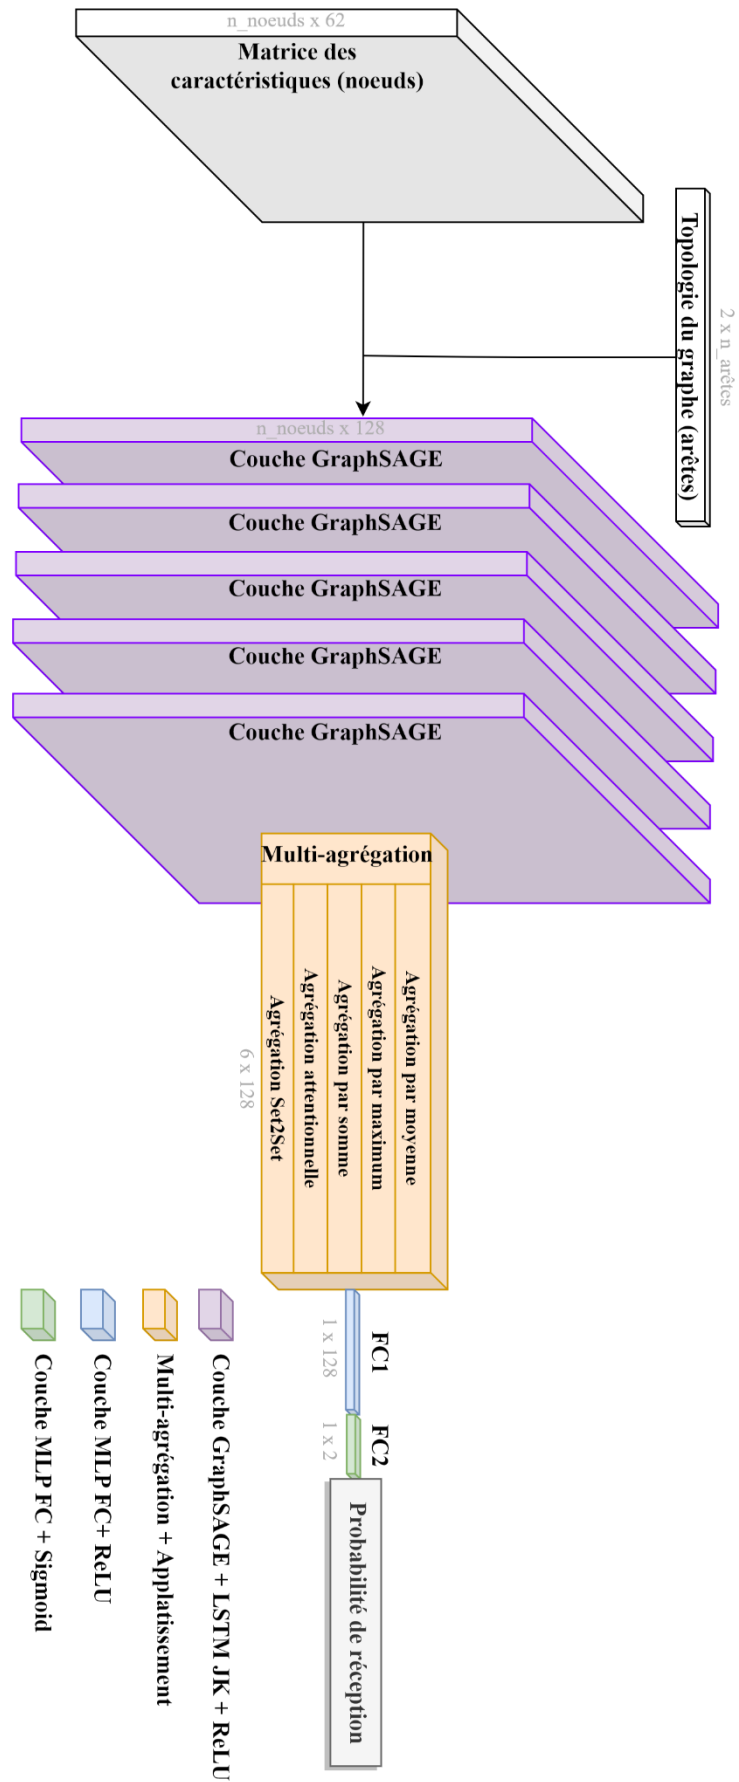 n_noeuds x 62
Matrice des
caractéristiques (noeuds)
Topologie du graphe (arêtes)
2 x n_arêtes
n_noeuds x 128
Couche GraphSAGE
Couche GraphSAGE
Couche GraphSAGE
Couche GraphSAGE
Couche GraphSAGE
Multi-agrégation
Agrégation par moyenne
Agrégation par maximum
Agrégation par somme
Agrégation attentionnelle
Agrégation Set2Set
6 x 128
FC1
1 x 128
FC2
1 x 2
Probabilité de réception
Couche GraphSAGE + LSTM JK + ReLU
Multi-agrégation + Applatissement
Couche MLP FC+ ReLU
Couche MLP FC + Sigmoid